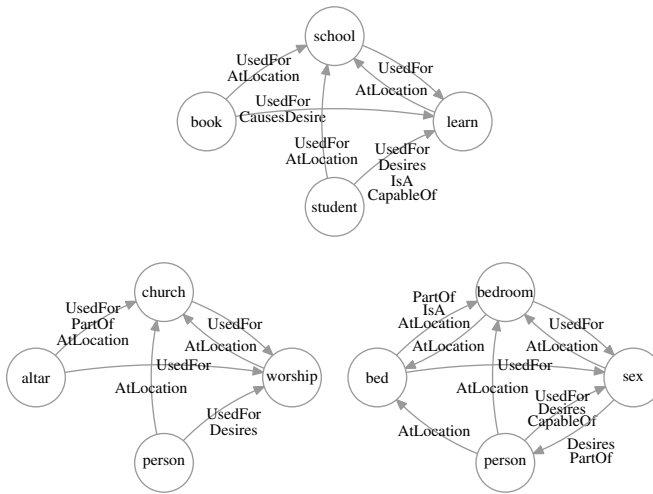 school
UsedFor
AtLocation
UsedFor
AtLocation
book
UsedFor
CausesDesire
learn
UsedFor
AtLocation
UsedFor
Desires
IsA
CapableOf
student
church
UsedFor
PartOf
AtLocation
UsedFor
AtLocation
altar
UsedFor
worship
AtLocation
UsedFor
Desires
person
bedroom
PartOf
IsA
AtLocation
AtLocation
UsedFor
AtLocation
bed
UsedFor
sex
AtLocation
UsedFor
Desires
CapableOf
AtLocation
Desires
PartOf
person